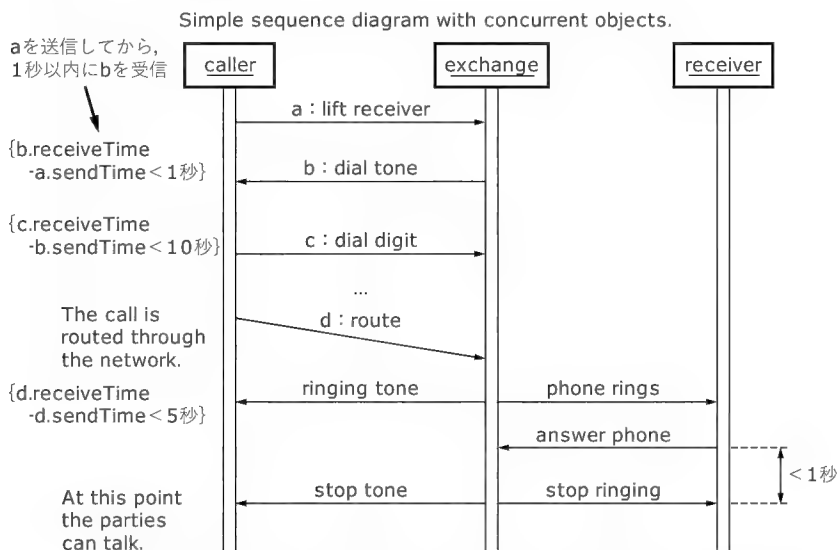 Simple sequence diagram with concurrent objects.
aを送信してから,
1秒以内にbを受信
caller
exchange
receiver
a：lift receiver
{b.receiveTime
-a.sendTime＜1秒}
b：dial tone
{c.receiveTime
-b.sendTime＜10秒}
c：dial digit
...
The call is
routed through
the network.
d：route
{d.receiveTime
-d.sendTime＜5秒}
ringing tone
phone rings
answer phone
＜1秒
At this point
the parties
can talk.
stop tone
stop ringing